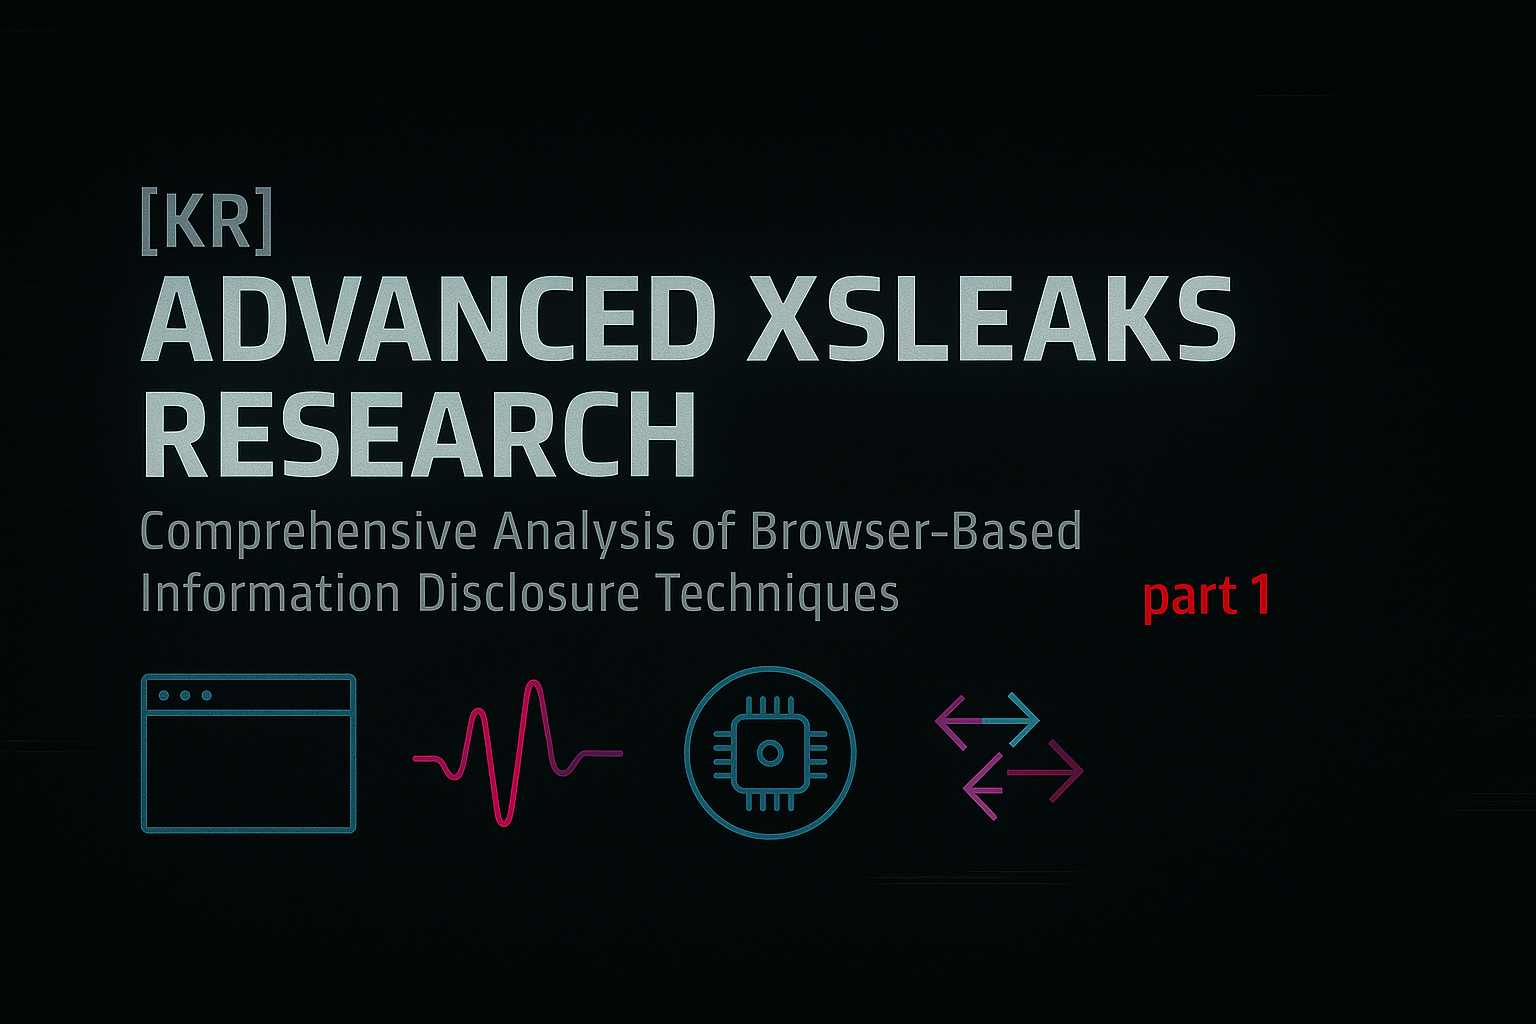 [KR]
ADVANCED XSLEAKS
RESEARCH
Comprehensive Analysis of Browser-Based
Information Disclosure Techniques
part 1